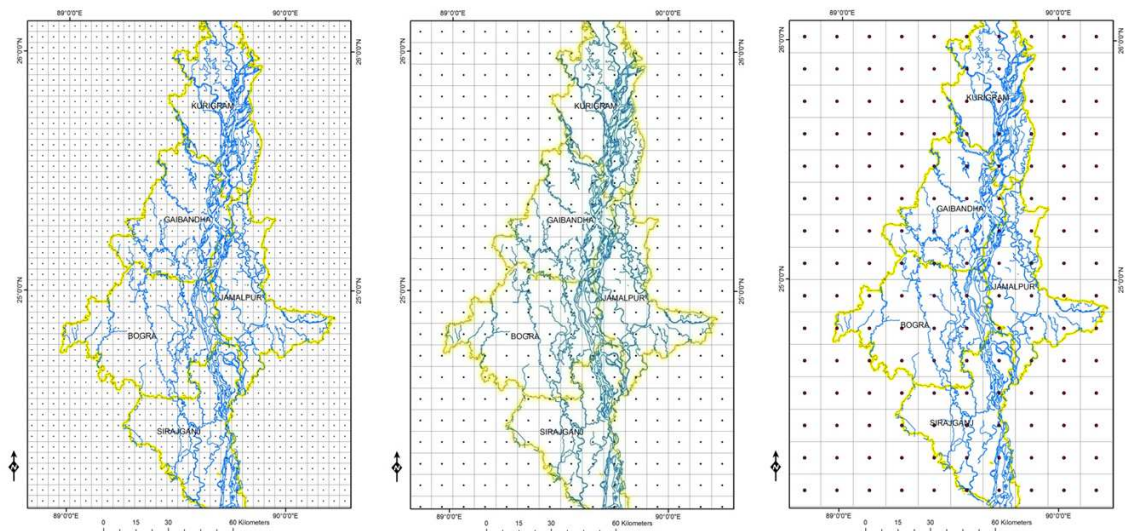 89°0'0"E 90°0'0"E
26°0'0"N 26°0'0"N
KURIGRAM
GAIBANDHA
JAMALPUR
25°0'0"N 25°0'0"N
BOGRA
SIRAJGANJ
N
89°0'0"E 90°0'0"E
0 15 30 60 Kilometers
89°0'0"E 90°0'0"E
26°0'0"N 26°0'0"N
KURIGRAM
GAIBANDHA
JAMALPUR
25°0'0"N 25°0'0"N
BOGRA
SIRAJGANJ
N
89°0'0"E 90°0'0"E
0 15 30 60 Kilometers
89°0'0"E 90°0'0"E
26°0'0"N 26°0'0"N
KURIGRAM
GAIBANDHA
JAMALPUR
25°0'0"N 25°0'0"N
BOGRA
SIRAJGANJ
N
89°0'0"E 90°0'0"E
0 15 30 60 Kilometers